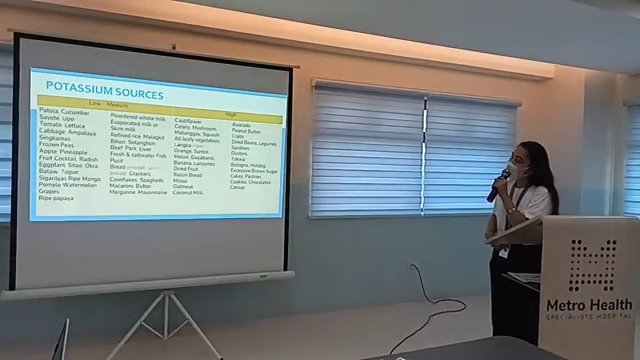 POTASSIUM SOURCES
Low - Medium
High
Patola, Cucumber
Sayote, Upo
Tomato, Lettuce
Cabbage, Ampalaya
Singkamas
Frozen Peas
Apple, Pineapple
Fruit Cocktail, Radish
Eggplant, Sitao, Okra
Bataw, Togue
Sigarilyas, Ripe Mango
Pomelo Watermelon
Grapes
Ripe papaya
Powdered whole milk
Evaporated milk or
Skim milk
Refined rice, Malagkit
Bihon, Sotanghon
Beef, Pork, Liver
Fresh & saltwater Fish
Pusit
Bread
Crackers
Cornflakes, Spaghetti
Macaroni, Butter
Margarine, Mayonnaise
Cauliflower
Celery, Mushroom,
Malunggay, Squash
All leafy vegetables
Langka
Orange, Santol,
Melon, Guyabano
Banana, Lanzones
Dried Fruit
Raisin Bread
Missa
Oatmeal
Coconut Milk
Avocado
Peanut Butter
Crabs
Dried Beans, Legumes
Sardines
Oysters
Tokwa
Bologna, Hotdog
Excessive Brown Sugar
Cakes, Pastries,
Cookies, Chocolates
Catsup
Metro Health
SPECIALISTS HOSPITAL